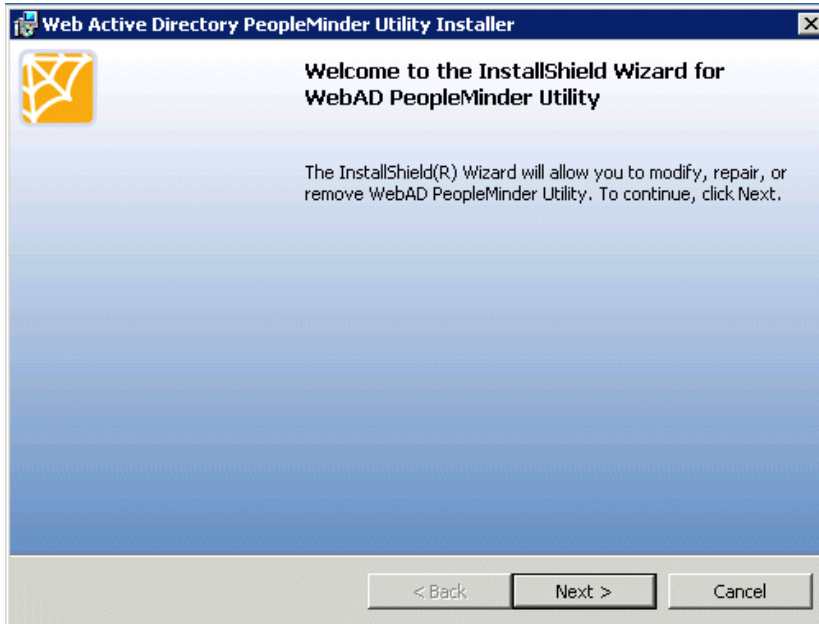 Web Active Directory PeopleMinder Utility Installer
Welcome to the InstallShield Wizard for
WebAD PeopleMinder Utility
The InstallShield(R) Wizard will allow you to modify, repair, or
remove WebAD PeopleMinder Utility. To continue, click Next.
< Back
Next >
Cancel